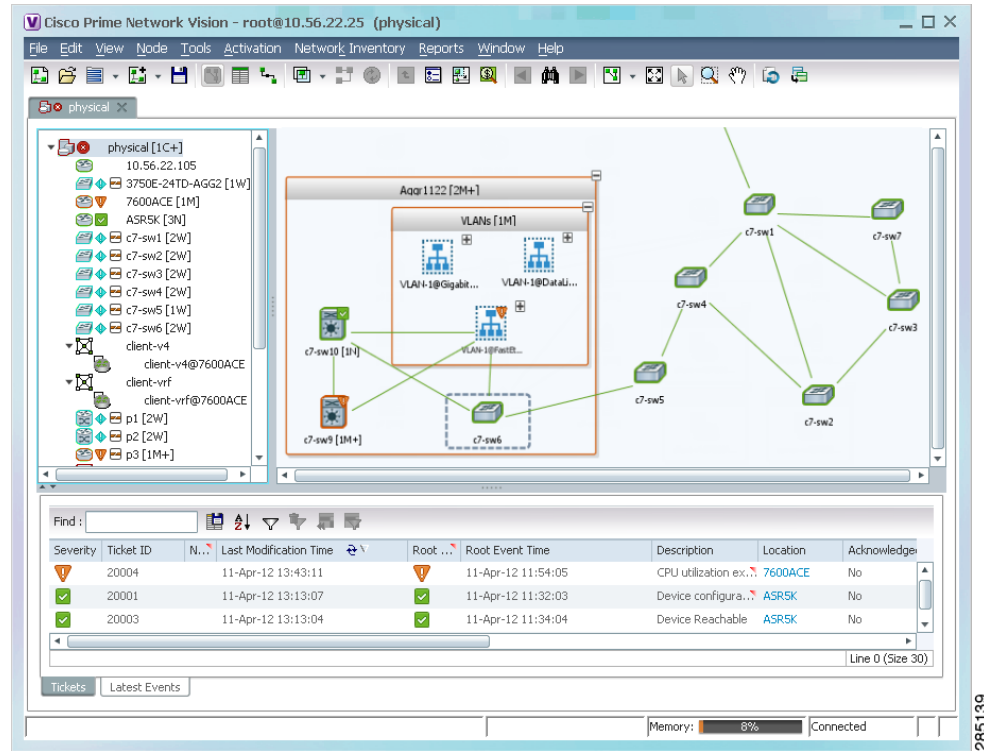 Cisco Prime Network Vision - root@10.56.22.25 (physical)
File Edit View Node Tools Activation Network Inventory Reports Window Help
physical
physical [1C+]
10.56.22.105
3750E-24TD-AGG2 [1W]
7600ACE [1M]
ASR5K [3N]
c7-sw1 [2W]
c7-sw2 [2W]
c7-sw3 [2W]
c7-sw4 [2W]
c7-sw5 [1W]
c7-sw6 [2W]
client-v4
client-v4@7600ACE
client-vrf
client-vrf@7600ACE
p1 [2W]
p2 [2W]
p3 [1M+]
Aggr1122 [2M+]
VLANs [1M]
VLAN-1@Gigabit...
VLAN-1@DataLi...
VLAN-1@FastEt...
c7-sw10 [1N]
c7-sw9 [1M+]
c7-sw6
c7-sw1
c7-sw7
c7-sw4
c7-sw3
c7-sw5
c7-sw2
Find :
Severity Ticket ID N... Last Modification Time Root ... Root Event Time Description Location Acknowledge
20004 11-Apr-12 13:43:11 11-Apr-12 11:54:05 CPU utilization ex... 7600ACE No
20001 11-Apr-12 13:13:07 11-Apr-12 11:32:03 Device configura... ASR5K No
20003 11-Apr-12 13:13:04 11-Apr-12 11:34:04 Device Reachable ASR5K No
Line 0 (Size 30)
Tickets Latest Events
Memory: 8% Connected
285139